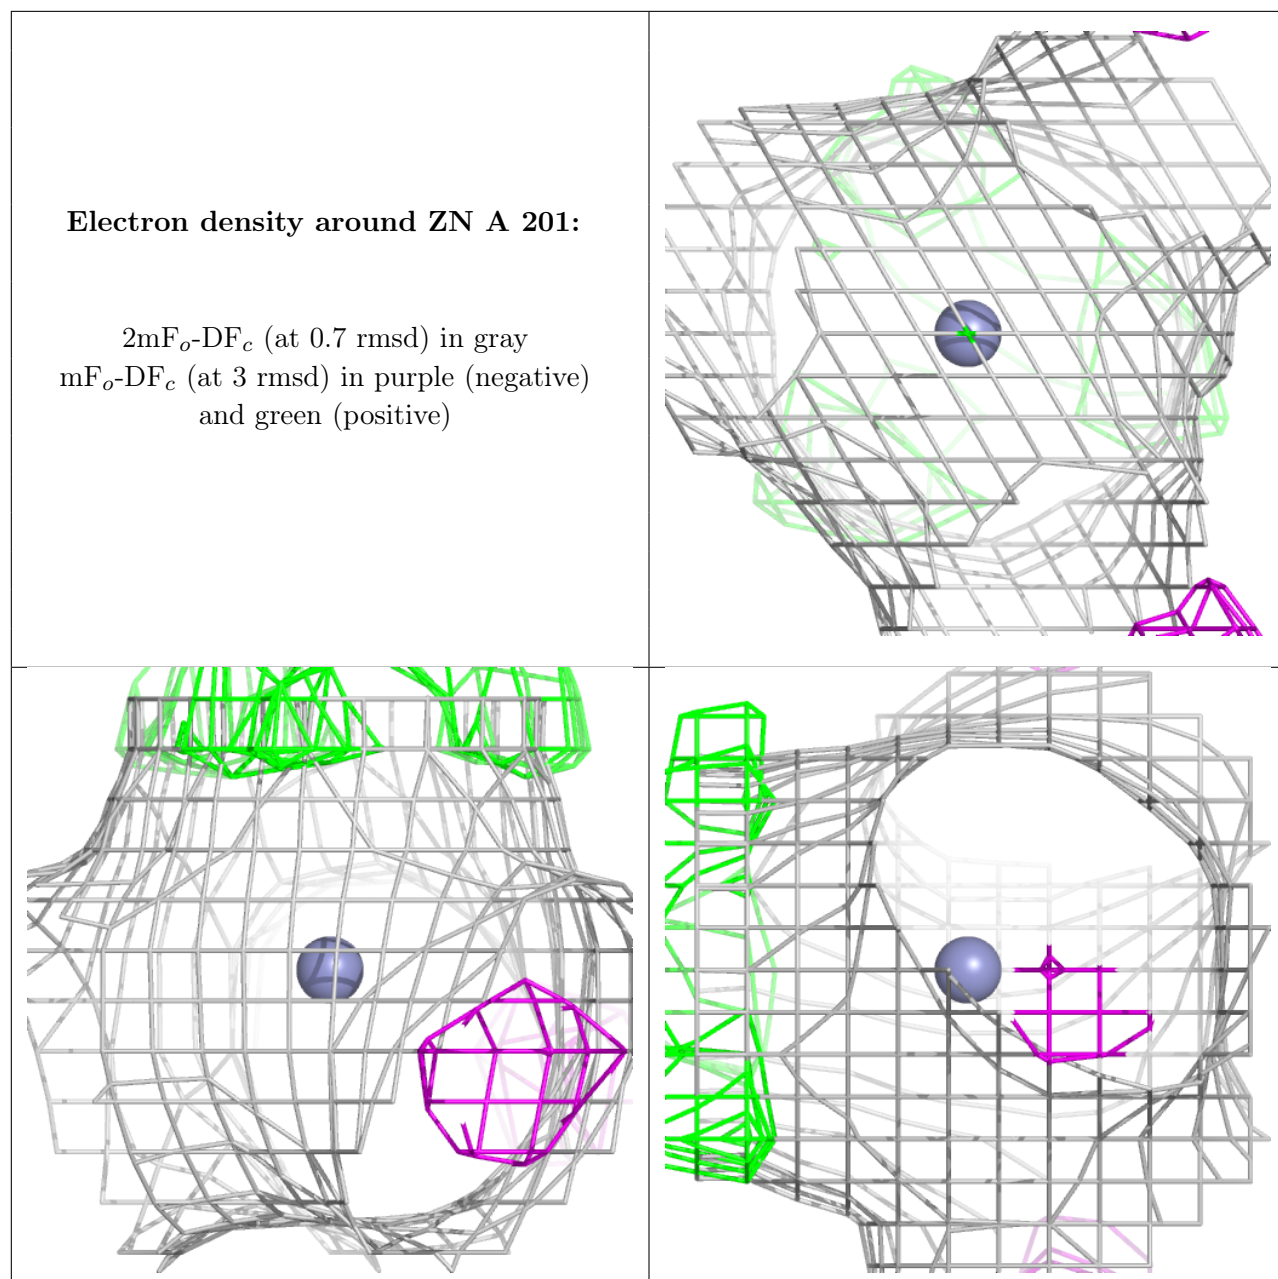 Electron density around ZN A 201:
2mFo-DFc (at 0.7 rmsd) in gray
mFo-DFc (at 3 rmsd) in purple (negative)
and green (positive)